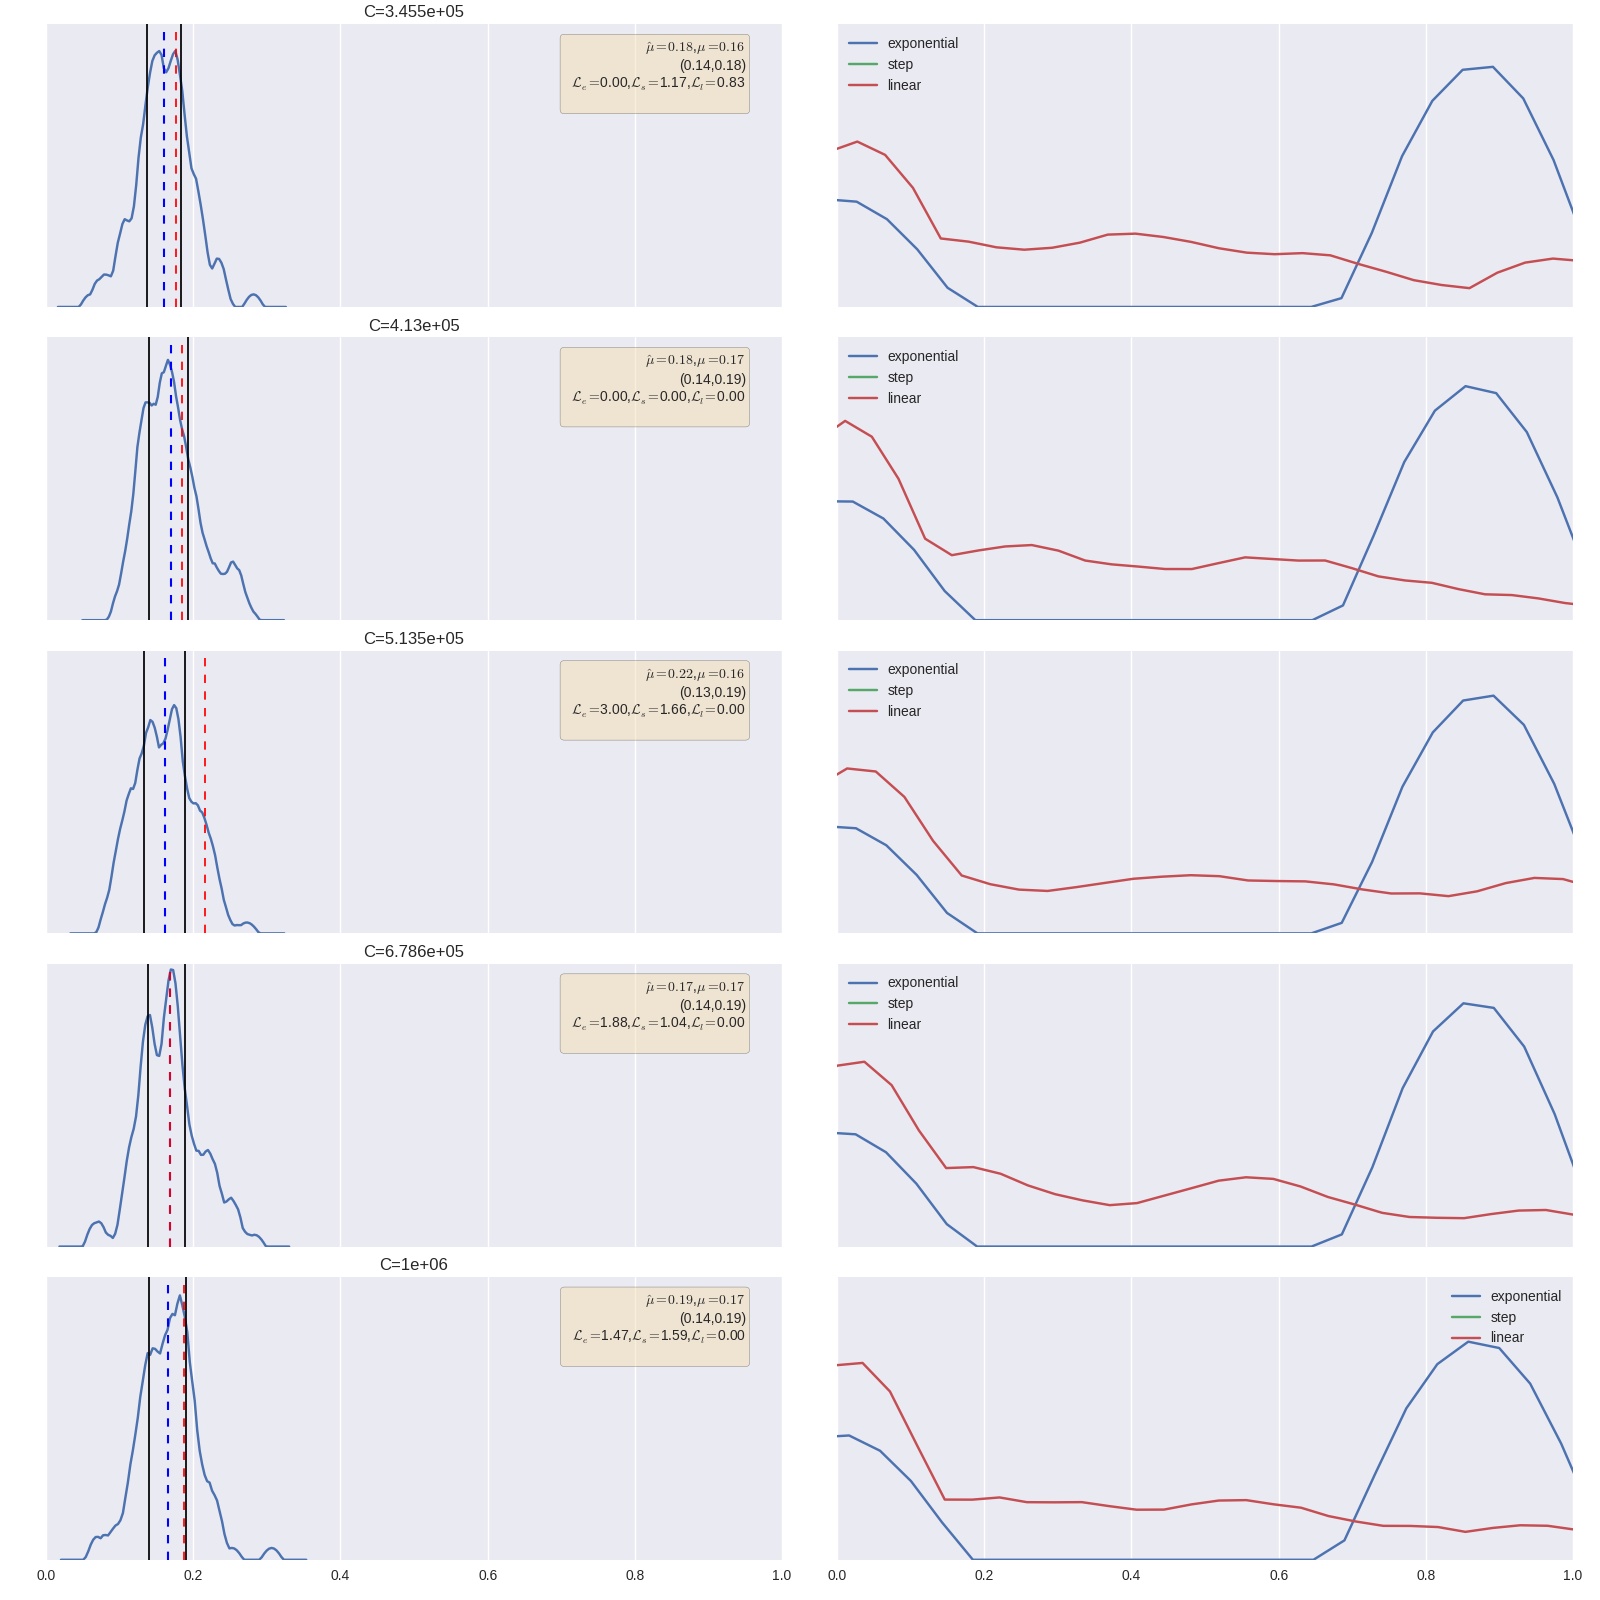 C=3.455e+05
μ̂=0.18,μ=0.16
(0.14,0.18)
ℒₑ=0.00,ℒₛ=1.17,ℒₗ=0.83
exponential
step
linear
C=4.13e+05
μ̂=0.18,μ=0.17
(0.14,0.19)
ℒₑ=0.00,ℒₛ=0.00,ℒₗ=0.00
exponential
step
linear
C=5.135e+05
μ̂=0.22,μ=0.16
(0.13,0.19)
ℒₑ=3.00,ℒₛ=1.66,ℒₗ=0.00
exponential
step
linear
C=6.786e+05
μ̂=0.17,μ=0.17
(0.14,0.19)
ℒₑ=1.88,ℒₛ=1.04,ℒₗ=0.00
exponential
step
linear
C=1e+06
μ̂=0.19,μ=0.17
(0.14,0.19)
ℒₑ=1.47,ℒₛ=1.59,ℒₗ=0.00
exponential
step
linear
0.0 0.2 0.4 0.6 0.8 1.0
0.0 0.2 0.4 0.6 0.8 1.0